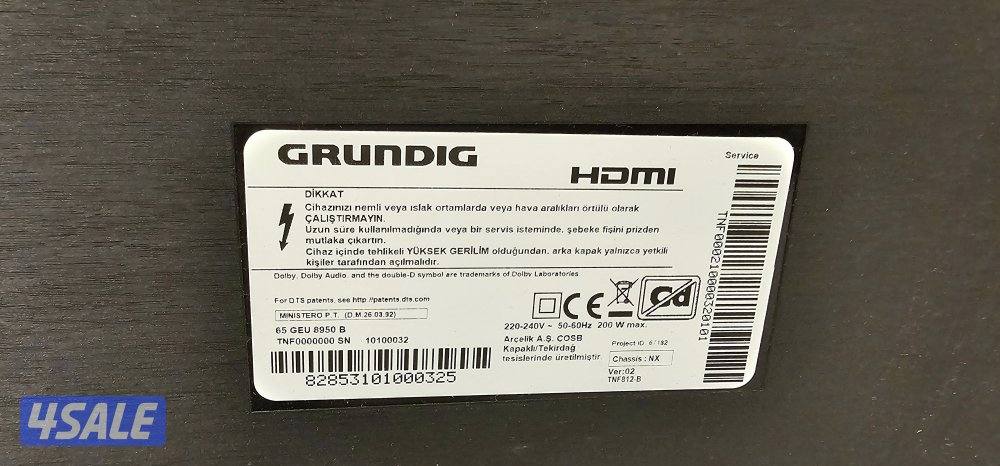 GRUNDIG
HDMI
Service
DİKKAT
Cihazınızı nemli veya ıslak ortamlarda veya hava aralıkları örtülü olarak
ÇALIŞTIRMAYIN.
Uzun süre kullanılmadığında veya bir servis isteminde, şebeke fişini prizden
mutlaka çıkartın.
Cihaz içinde tehlikeli YÜKSEK GERİLİM olduğundan, arka kapak yalnızca yetkili
kişiler tarafından açılmalıdır.
Dolby, Dolby Audio, and the double-D symbol are trademarks of Dolby Laboratories
For DTS patents, see http://patents.dts.com
MINISTERO P.T. (D.M.26.03.92)
65 GEU 8950 B
TNF0000000 SN 10100032
82853101000325
CE
Cd
220-240V ~ 50-60Hz 200 W max.
Arçelik A.Ş. COSB
Kapaklı/Tekirdağ
tesislerinde üretilmiştir.
Project ID
Chassis : NX
Ver:02
TNF812-B
TNF000210000320101
4SALE